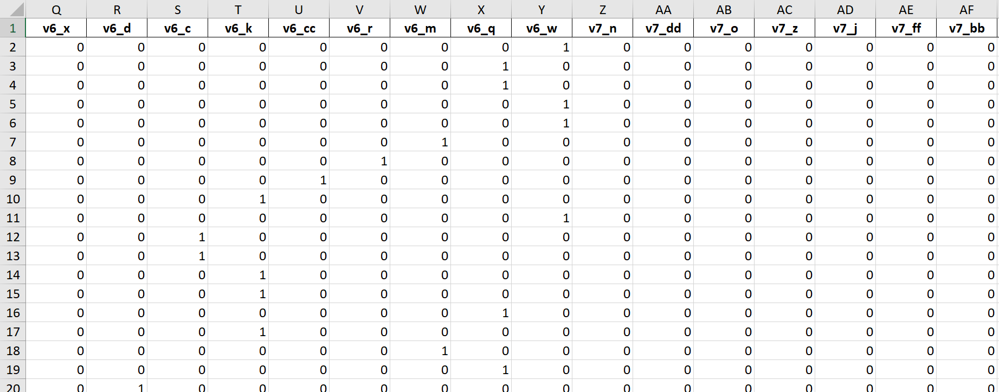 Q R S T U V W X Y Z AA AB AC AD AE AF
1 v6_x v6_d v6_c v6_k v6_cc v6_r v6_m v6_q v6_w v7_n v7_dd v7_o v7_z v7_j v7_ff v7_bb
2 0 0 0 0 0 0 0 0 1 0 0 0 0 0 0 0
3 0 0 0 0 0 0 0 1 0 0 0 0 0 0 0 0
4 0 0 0 0 0 0 0 1 0 0 0 0 0 0 0 0
5 0 0 0 0 0 0 0 0 1 0 0 0 0 0 0 0
6 0 0 0 0 0 0 0 0 1 0 0 0 0 0 0 0
7 0 0 0 0 0 0 1 0 0 0 0 0 0 0 0 0
8 0 0 0 0 0 1 0 0 0 0 0 0 0 0 0 0
9 0 0 0 0 1 0 0 0 0 0 0 0 0 0 0 0
10 0 0 0 1 0 0 0 0 0 0 0 0 0 0 0 0
11 0 0 0 0 0 0 0 0 1 0 0 0 0 0 0 0
12 0 0 1 0 0 0 0 0 0 0 0 0 0 0 0 0
13 0 0 1 0 0 0 0 0 0 0 0 0 0 0 0 0
14 0 0 0 1 0 0 0 0 0 0 0 0 0 0 0 0
15 0 0 0 1 0 0 0 0 0 0 0 0 0 0 0 0
16 0 0 0 0 0 0 0 1 0 0 0 0 0 0 0 0
17 0 0 0 1 0 0 0 0 0 0 0 0 0 0 0 0
18 0 0 0 0 0 0 1 0 0 0 0 0 0 0 0 0
19 0 0 0 0 0 0 0 1 0 0 0 0 0 0 0 0
20 0 1 0 0 0 0 0 0 0 0 0 0 0 0 0 0